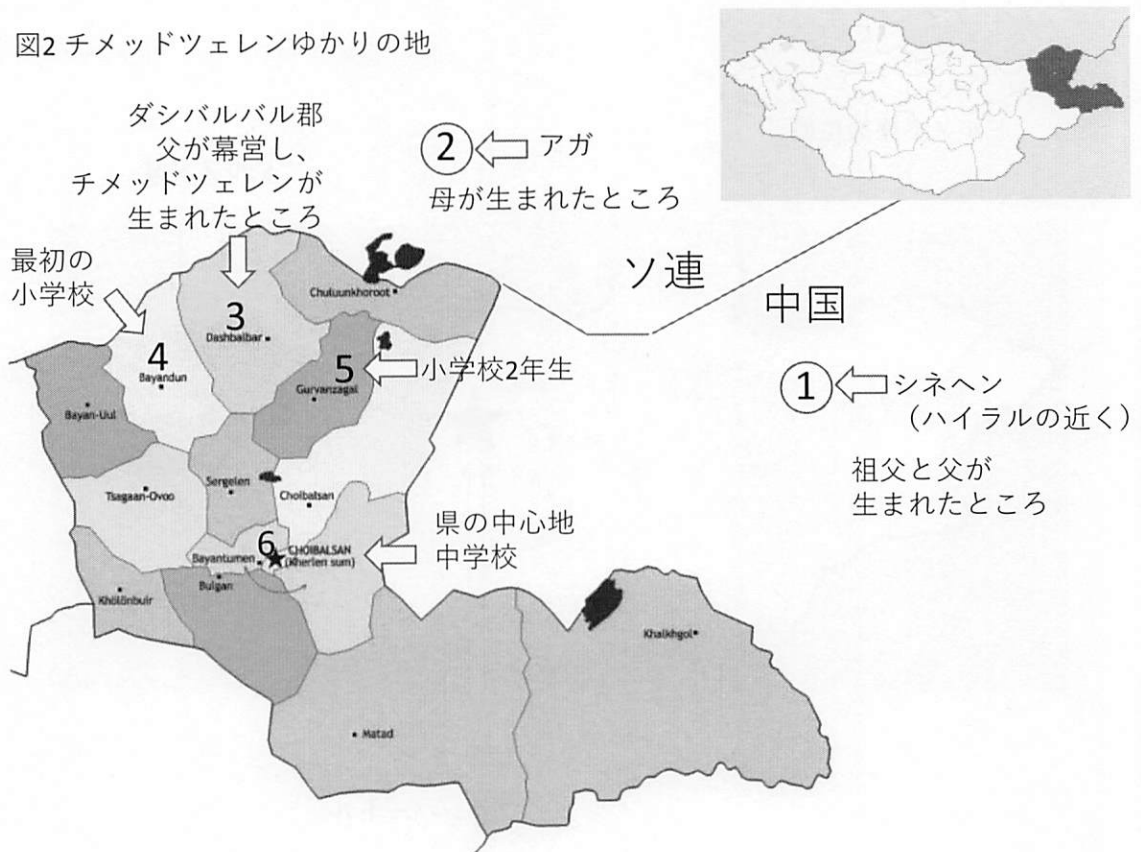 図2 チメッドツェレンゆかりの地
ダシバルバル郡
父が幕営し、
チメッドツェレンが
生まれたところ
② アガ
母が生まれたところ
最初の
小学校
ソ連
中国
Chuluunkhoroot
3
Dashbalbar
4
Bayandun
5
小学校2年生
Gurvanzagal
① シネヘン
(ハイラルの近く)
祖父と父が
生まれたところ
Bayan-Uul
Sergelen
Tsagaan-Ovoo
Choibalsan
県の中心地
中学校
6
CHOIBALSAN
(Kherlen sum)
Bayantumen
Bulgan
Khölönbuir
Khalkhgol
Matad